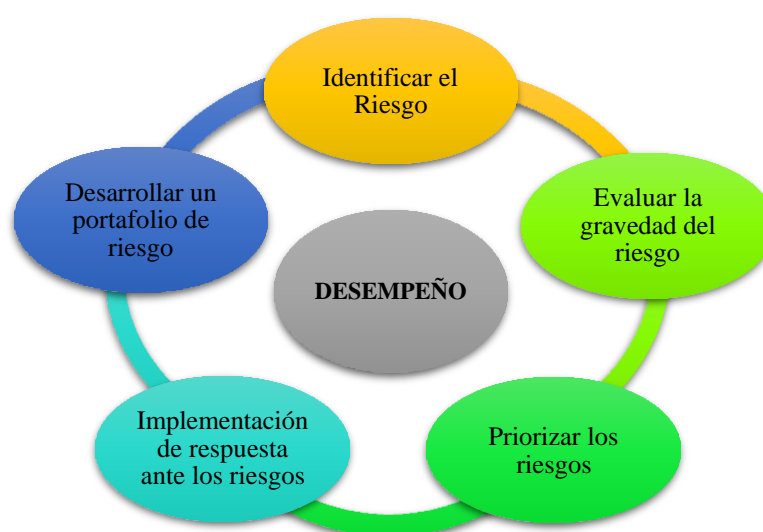 Identificar el
Riesgo
Evaluar la
gravedad del
riesgo
Priorizar los
riesgos
Implementación
de respuesta
ante los riesgos
Desarrollar un
portafolio de
riesgo
DESEMPEÑO